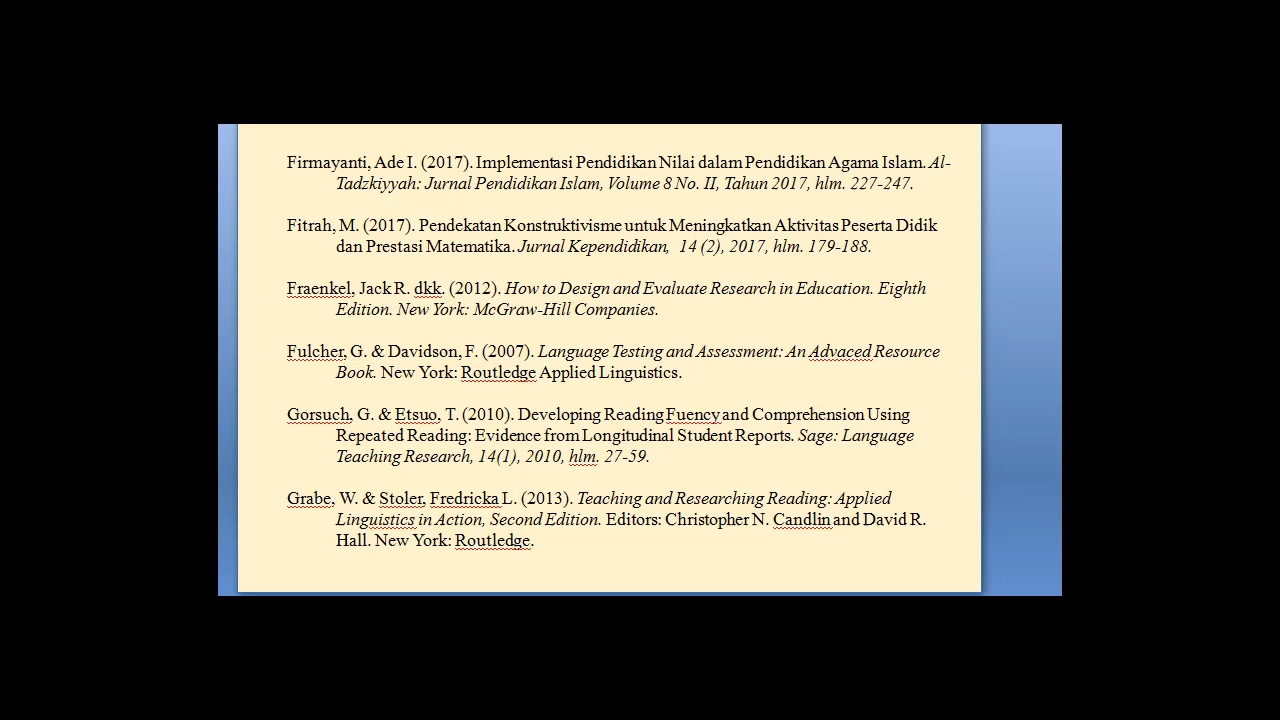 Firmayanti, Ade I. (2017). Implementasi Pendidikan Nilai dalam Pendidikan Agama Islam. Al-
Tadzkiyyah: Jurnal Pendidikan Islam, Volume 8 No. II, Tahun 2017, hlm. 227-247.
Fitrah, M. (2017). Pendekatan Konstruktivisme untuk Meningkatkan Aktivitas Peserta Didik
dan Prestasi Matematika. Jurnal Kependidikan, 14 (2), 2017, hlm. 179-188.
Fraenkel, Jack R. dkk. (2012). How to Design and Evaluate Research in Education. Eighth
Edition. New York: McGraw-Hill Companies.
Fulcher, G. & Davidson, F. (2007). Language Testing and Assessment: An Advaced Resource
Book. New York: Routledge Applied Linguistics.
Gorsuch, G. & Etsuo, T. (2010). Developing Reading Fuency and Comprehension Using
Repeated Reading: Evidence from Longitudinal Student Reports. Sage: Language
Teaching Research, 14(1), 2010, hlm. 27-59.
Grabe, W. & Stoler, Fredricka L. (2013). Teaching and Researching Reading: Applied
Linguistics in Action, Second Edition. Editors: Christopher N. Candlin and David R.
Hall. New York: Routledge.